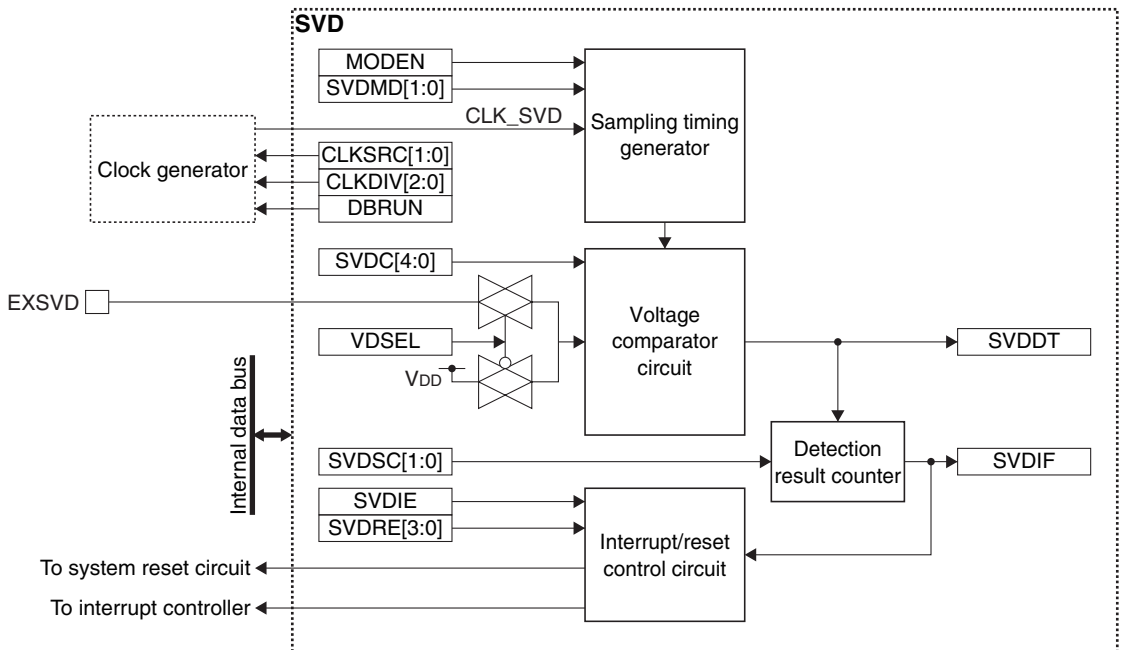 SVD
MODEN
SVDMD[1:0]
CLK_SVD
Sampling timing
generator
Clock generator
CLKSRC[1:0]
CLKDIV[2:0]
DBRUN
SVDC[4:0]
EXSVD
Voltage
comparator
circuit
VDSEL
SVDDT
VDD
Internal data bus
Detection
result counter
SVDSC[1:0]
SVDIF
SVDIE
SVDRE[3:0]
Interrupt/reset
control circuit
To system reset circuit
To interrupt controller